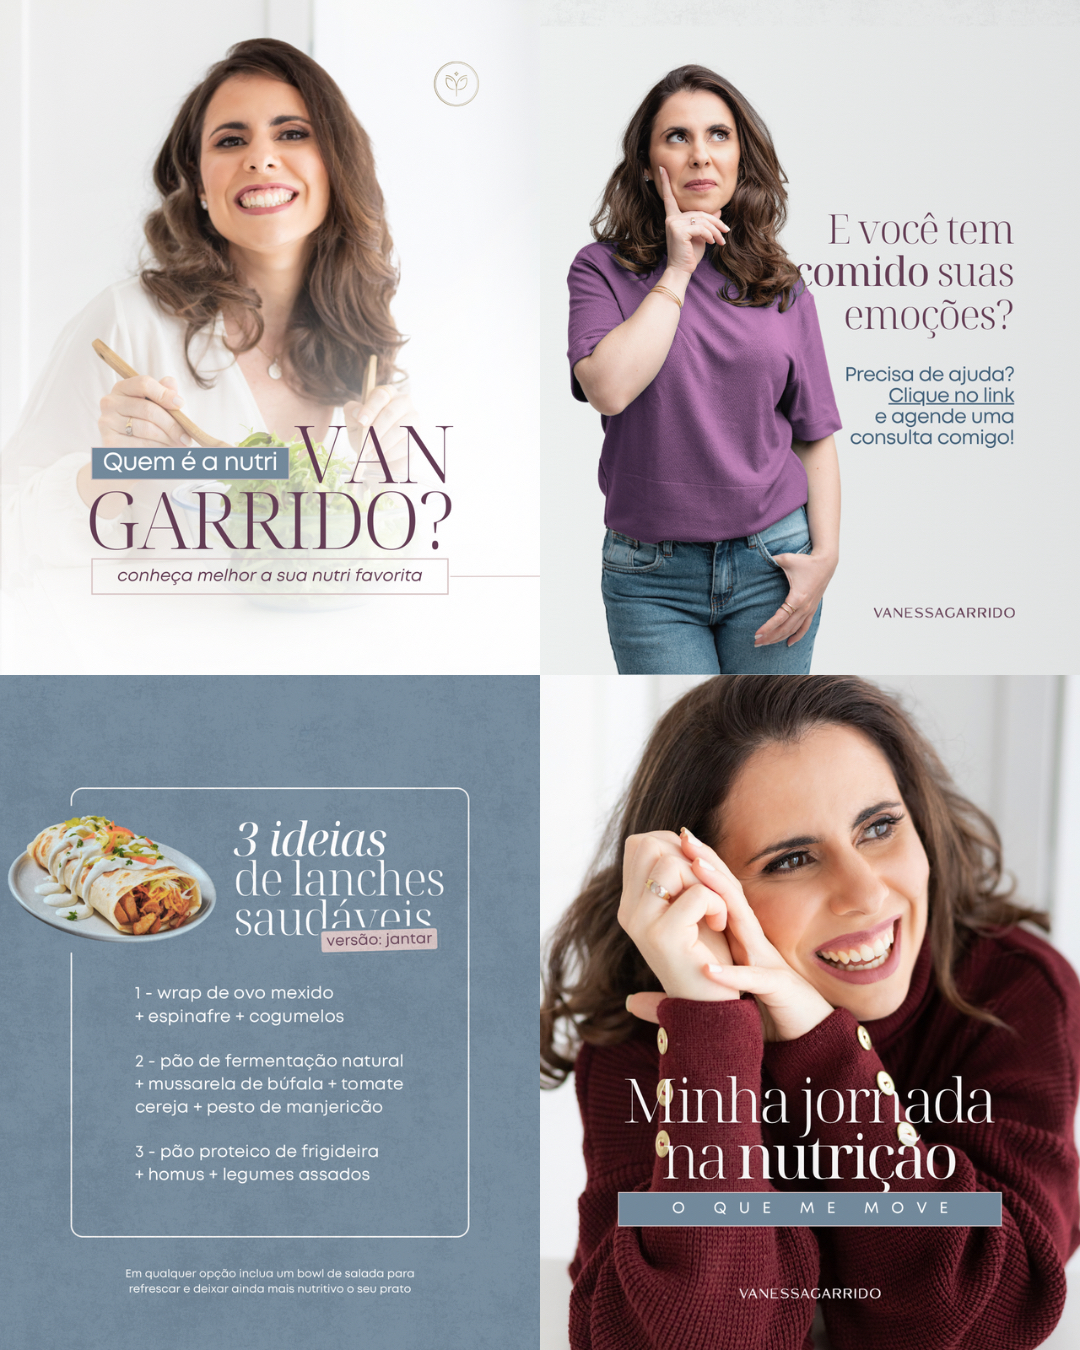 Quem é a nutri VAN
GARRIDO?
conheça melhor a sua nutri favorita
E você tem
comido suas
emoções?
Precisa de ajuda?
Clique no link
e agende uma
consulta comigo!
VANESSAGARRIDO
3 ideias
de lanches
saudáveis
versão: jantar
1 - wrap de ovo mexido
+ espinafre + cogumelos
2 - pão de fermentação natural
+ mussarela de búfala + tomate
cereja + pesto de manjericão
3 - pão proteico de frigideira
+ homus + legumes assados
Em qualquer opção inclua um bowl de salada para
refrescar e deixar ainda mais nutritivo o seu prato
Minha jornada
na nutrição
O QUE ME MOVE
VANESSAGARRIDO